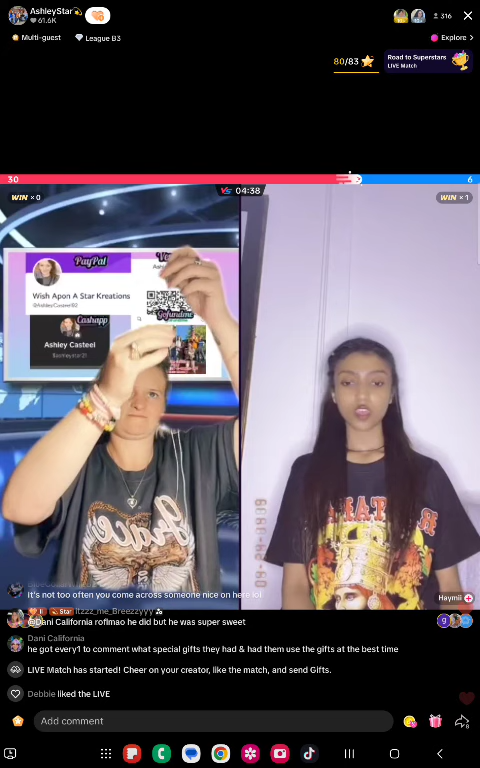 AshleyStar💫
61.6K
316
Multi-guest
League B3
Explore >
80/83
Road to Superstars
LIVE Match
30
6
WIN × 0
VS 04:38
WIN × 1
PayPal
Wish Apon A Star Kreations
Cashapp
Gofundme
Ashley Casteel
Grace
It's not too often you come across someone nice on here lol
Haymii
II Star Itzzz_me_Breezzyyy
@Dani California roflmao he did but he was super sweet
g
Dani California
he got every1 to comment what special gifts they had & had them use the gifts at the best time
LIVE Match has started! Cheer on your creator, like the match, and send Gifts.
Debbie liked the LIVE
Add comment